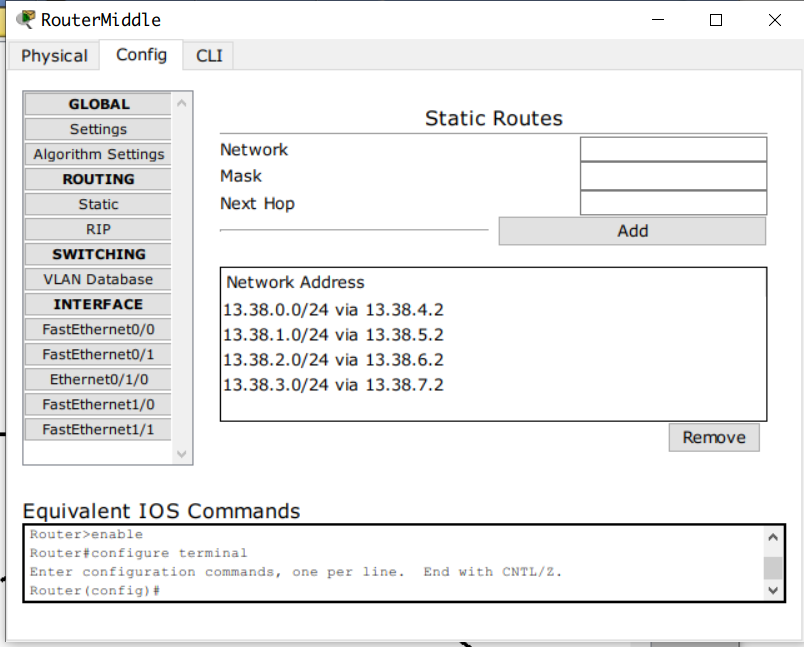 RouterMiddle
Physical Config CLI
GLOBAL
Settings
Algorithm Settings
ROUTING
Static
RIP
SWITCHING
VLAN Database
INTERFACE
FastEthernet0/0
FastEthernet0/1
Ethernet0/1/0
FastEthernet1/0
FastEthernet1/1
Static Routes
Network
Mask
Next Hop
Add
Network Address
13.38.0.0/24 via 13.38.4.2
13.38.1.0/24 via 13.38.5.2
13.38.2.0/24 via 13.38.6.2
13.38.3.0/24 via 13.38.7.2
Remove
Equivalent IOS Commands
Router>enable
Router#configure terminal
Enter configuration commands, one per line.  End with CNTL/Z.
Router(config)#